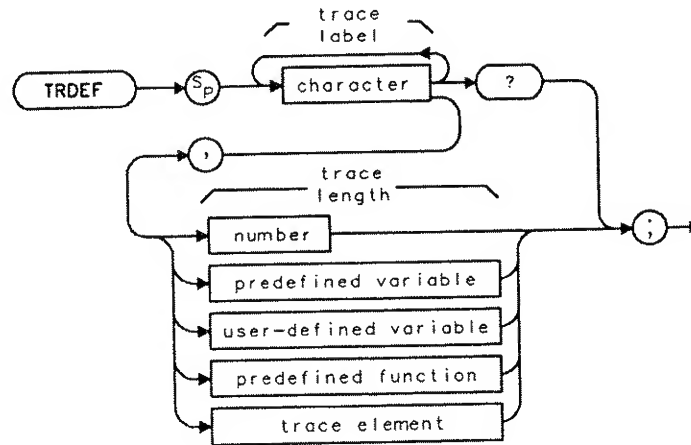 trace
label
TRDEF
Sp
character
?
,
trace
length
number
;
predefined variable
user-defined variable
predefined function
trace element